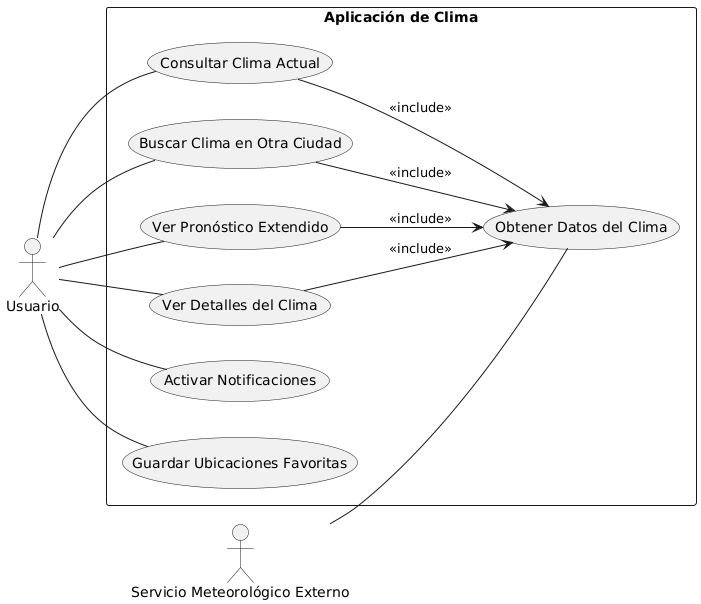 Aplicación de Clima
Consultar Clima Actual
«include»
Buscar Clima en Otra Ciudad
«include»
Ver Pronóstico Extendido
«include»
Obtener Datos del Clima
«include»
Ver Detalles del Clima
Usuario
Activar Notificaciones
Guardar Ubicaciones Favoritas
Servicio Meteorológico Externo